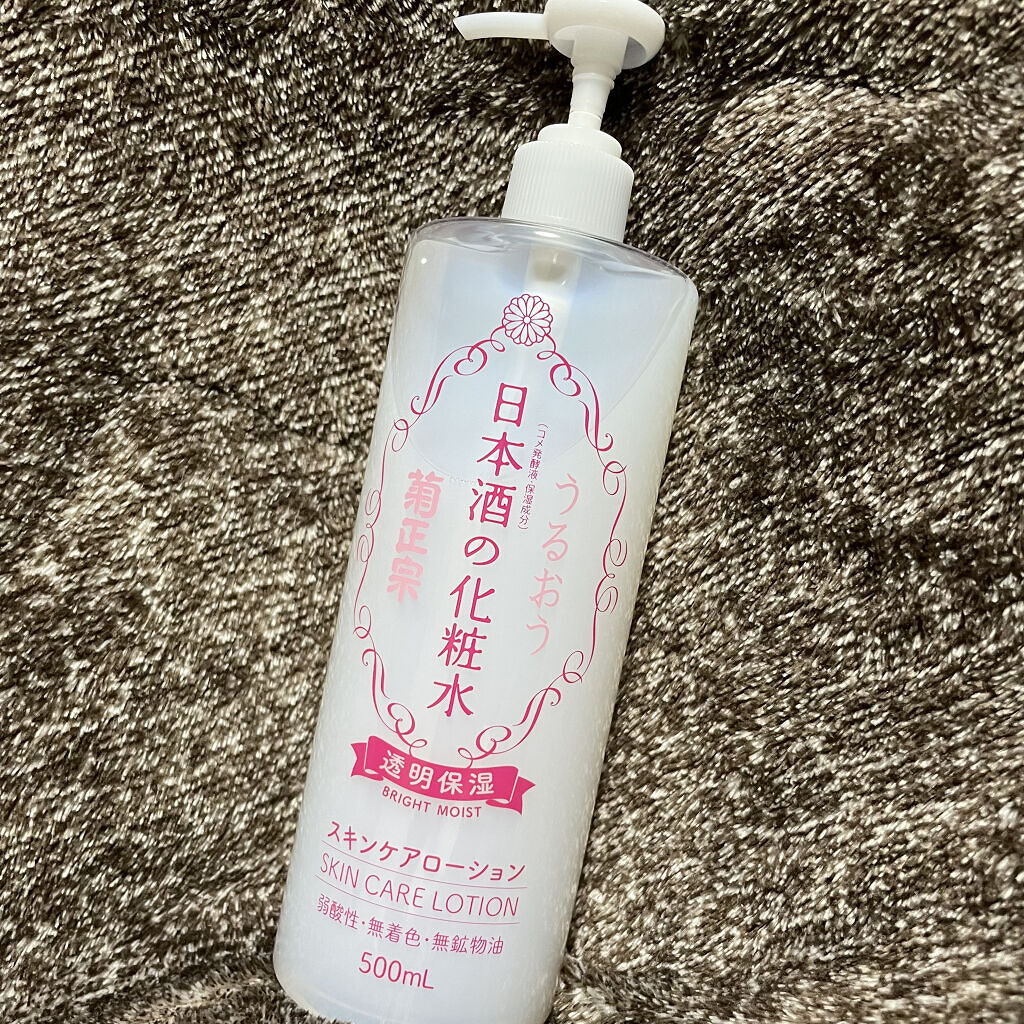 うるおう
日本酒の化粧水
(コメ発酵液 保湿成分)
菊正宗
透明保湿
BRIGHT MOIST
スキンケアローション
SKIN CARE LOTION
弱酸性・無着色・無鉱物油
500mL